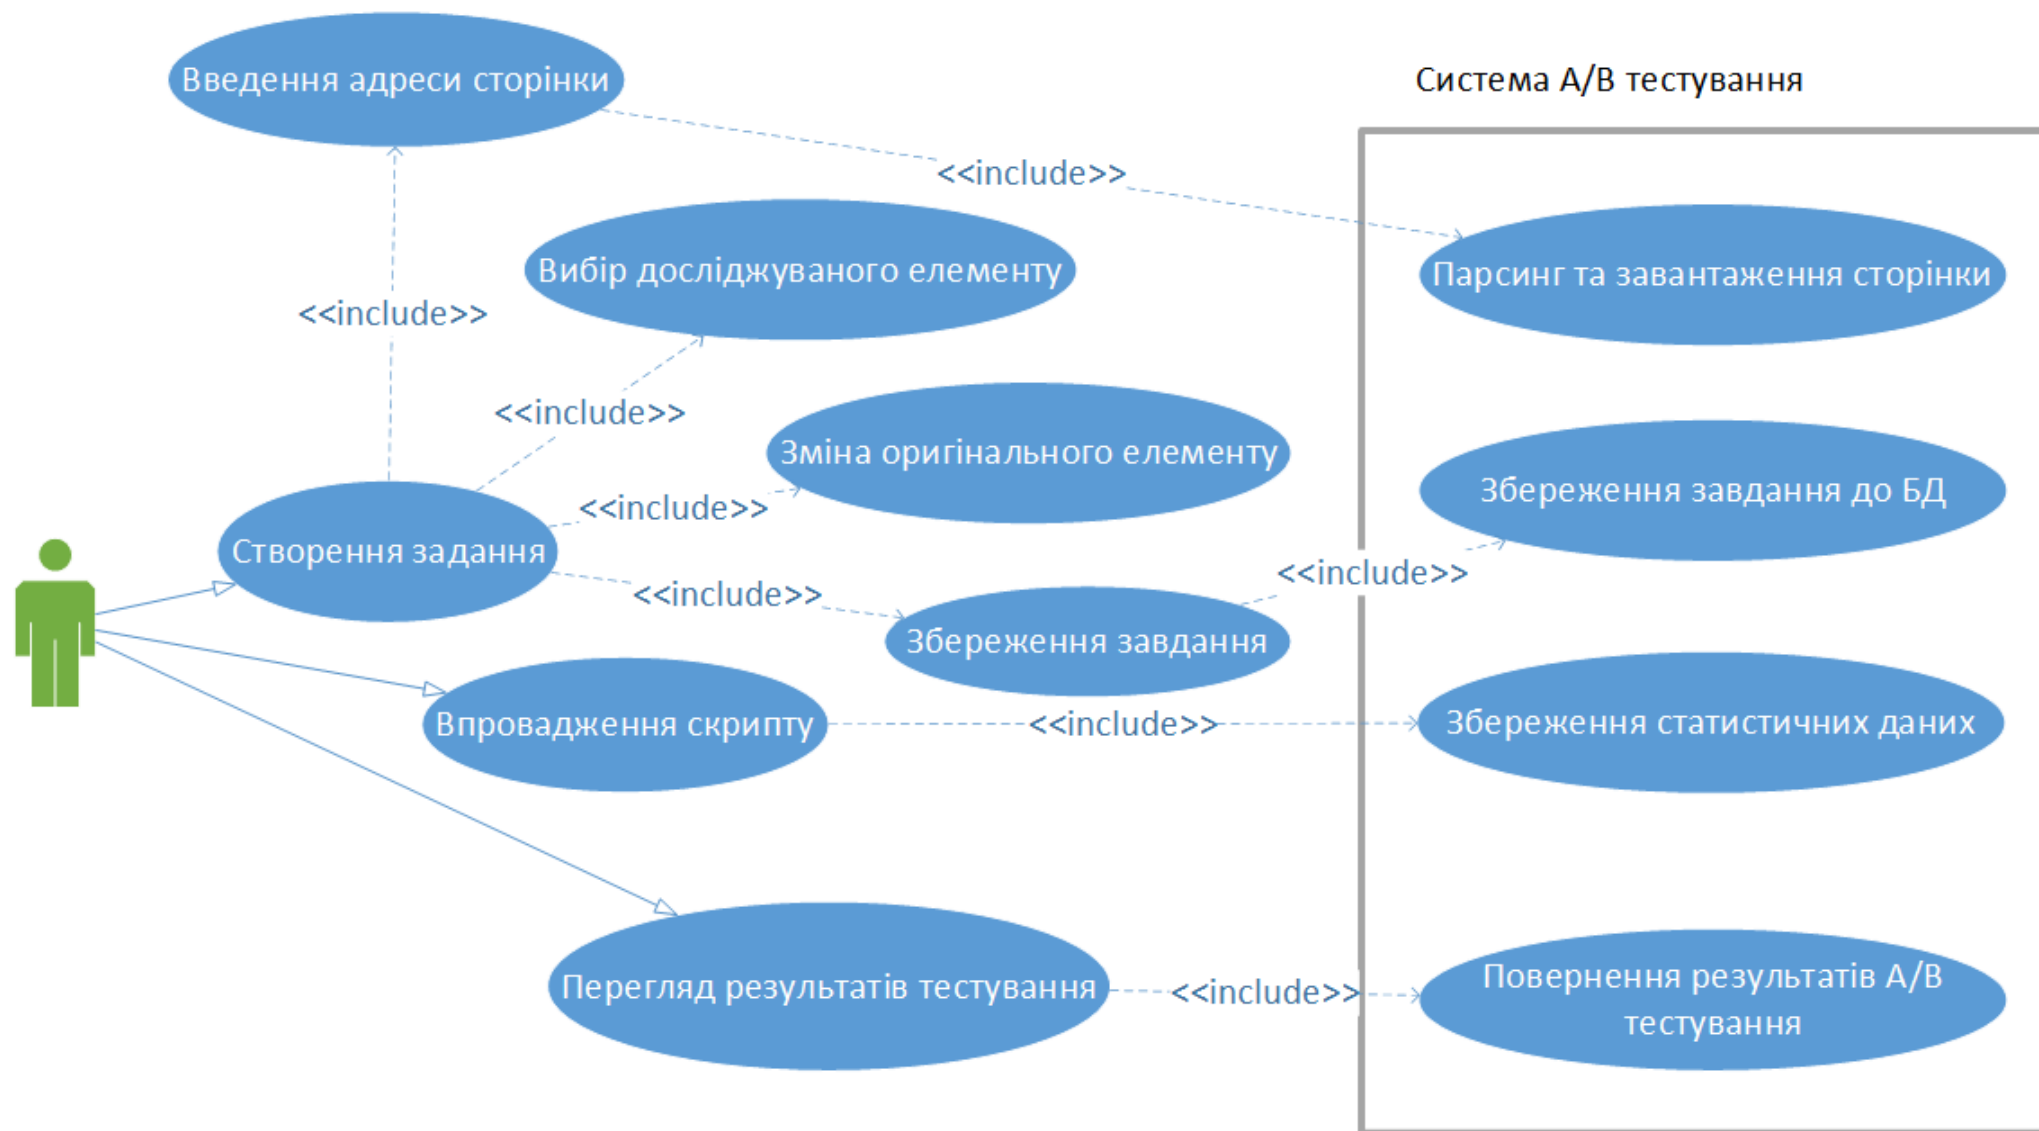 Введення адреси сторінки
Система А/В тестування
<<include>>
Вибір досліджуваного елементу
Парсинг та завантаження сторінки
<<include>>
<<include>>
Зміна оригінального елементу
Збереження завдання до БД
<<include>>
Створення задання
<<include>>
<<include>>
Збереження завдання
Впровадження скрипту
<<include>>
Збереження статистичних даних
Перегляд результатів тестування
<<include>>
Повернення результатів А/В
тестування